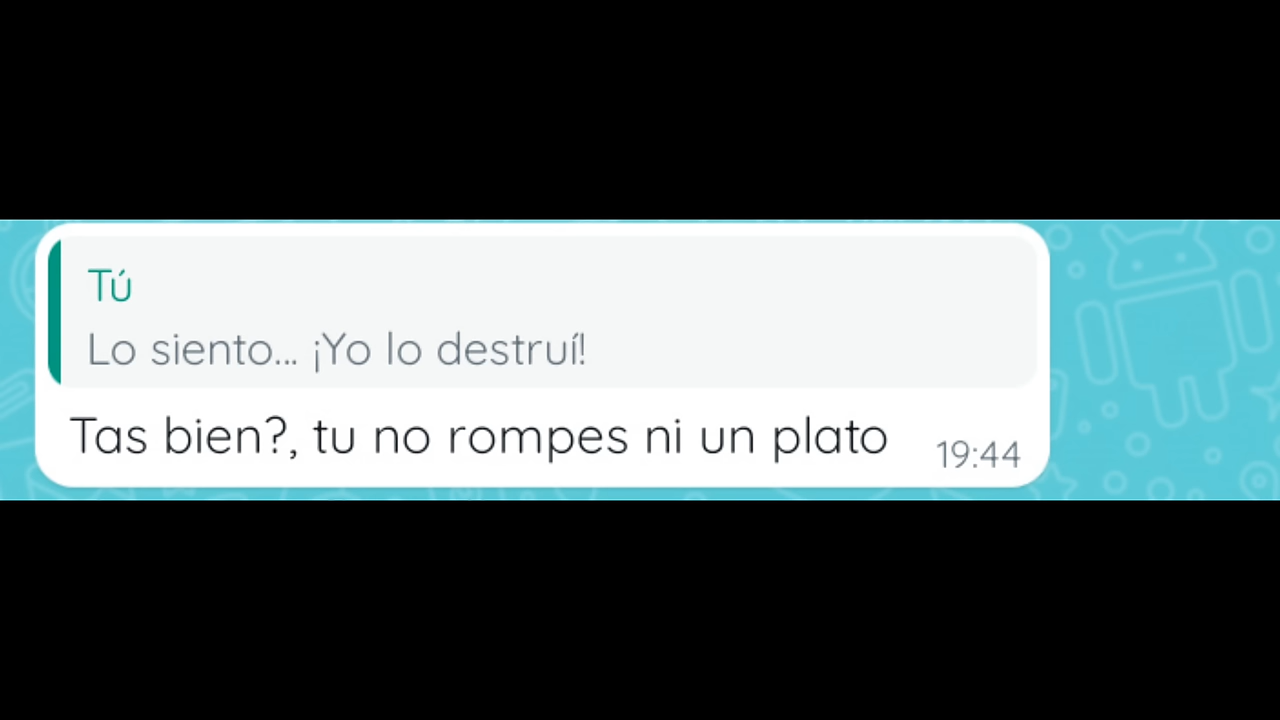 Tú
Lo siento... ¡Yo lo destruí!
Tas bien?, tu no rompes ni un plato
19:44